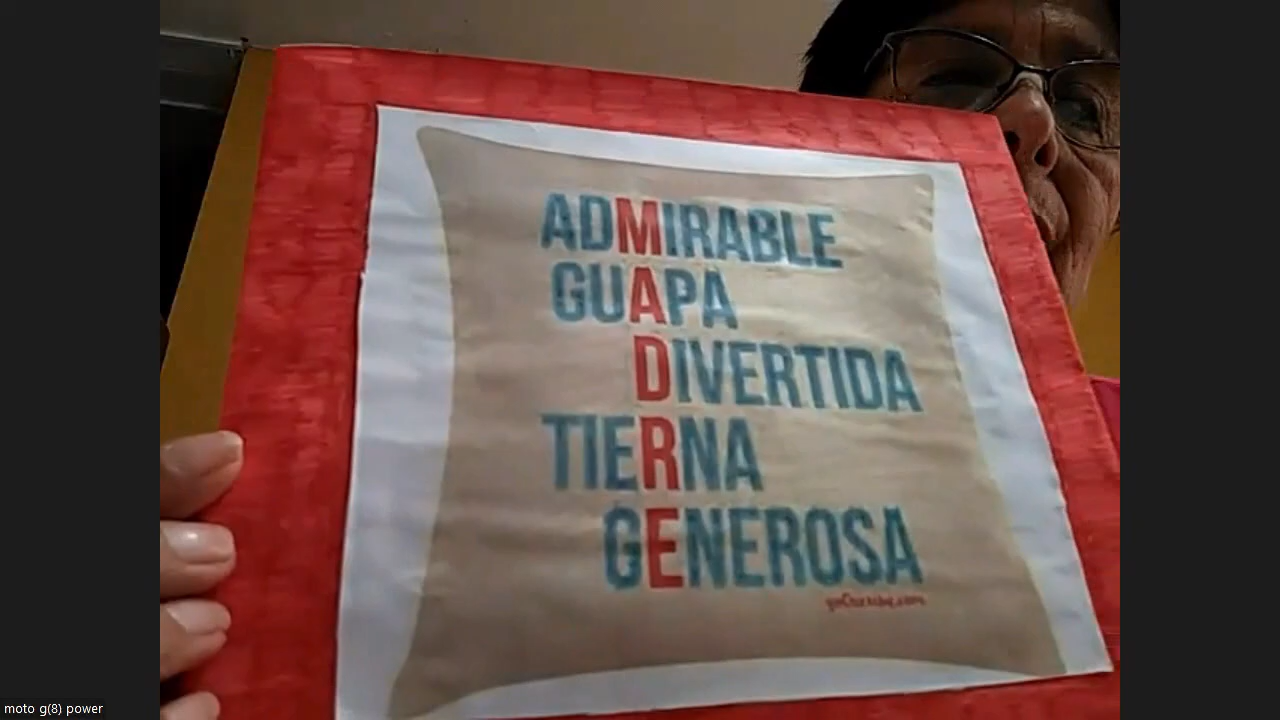 ADMIRABLE
GUAPA
DIVERTIDA
TIERNA
GENEROSA
moto g(8) power